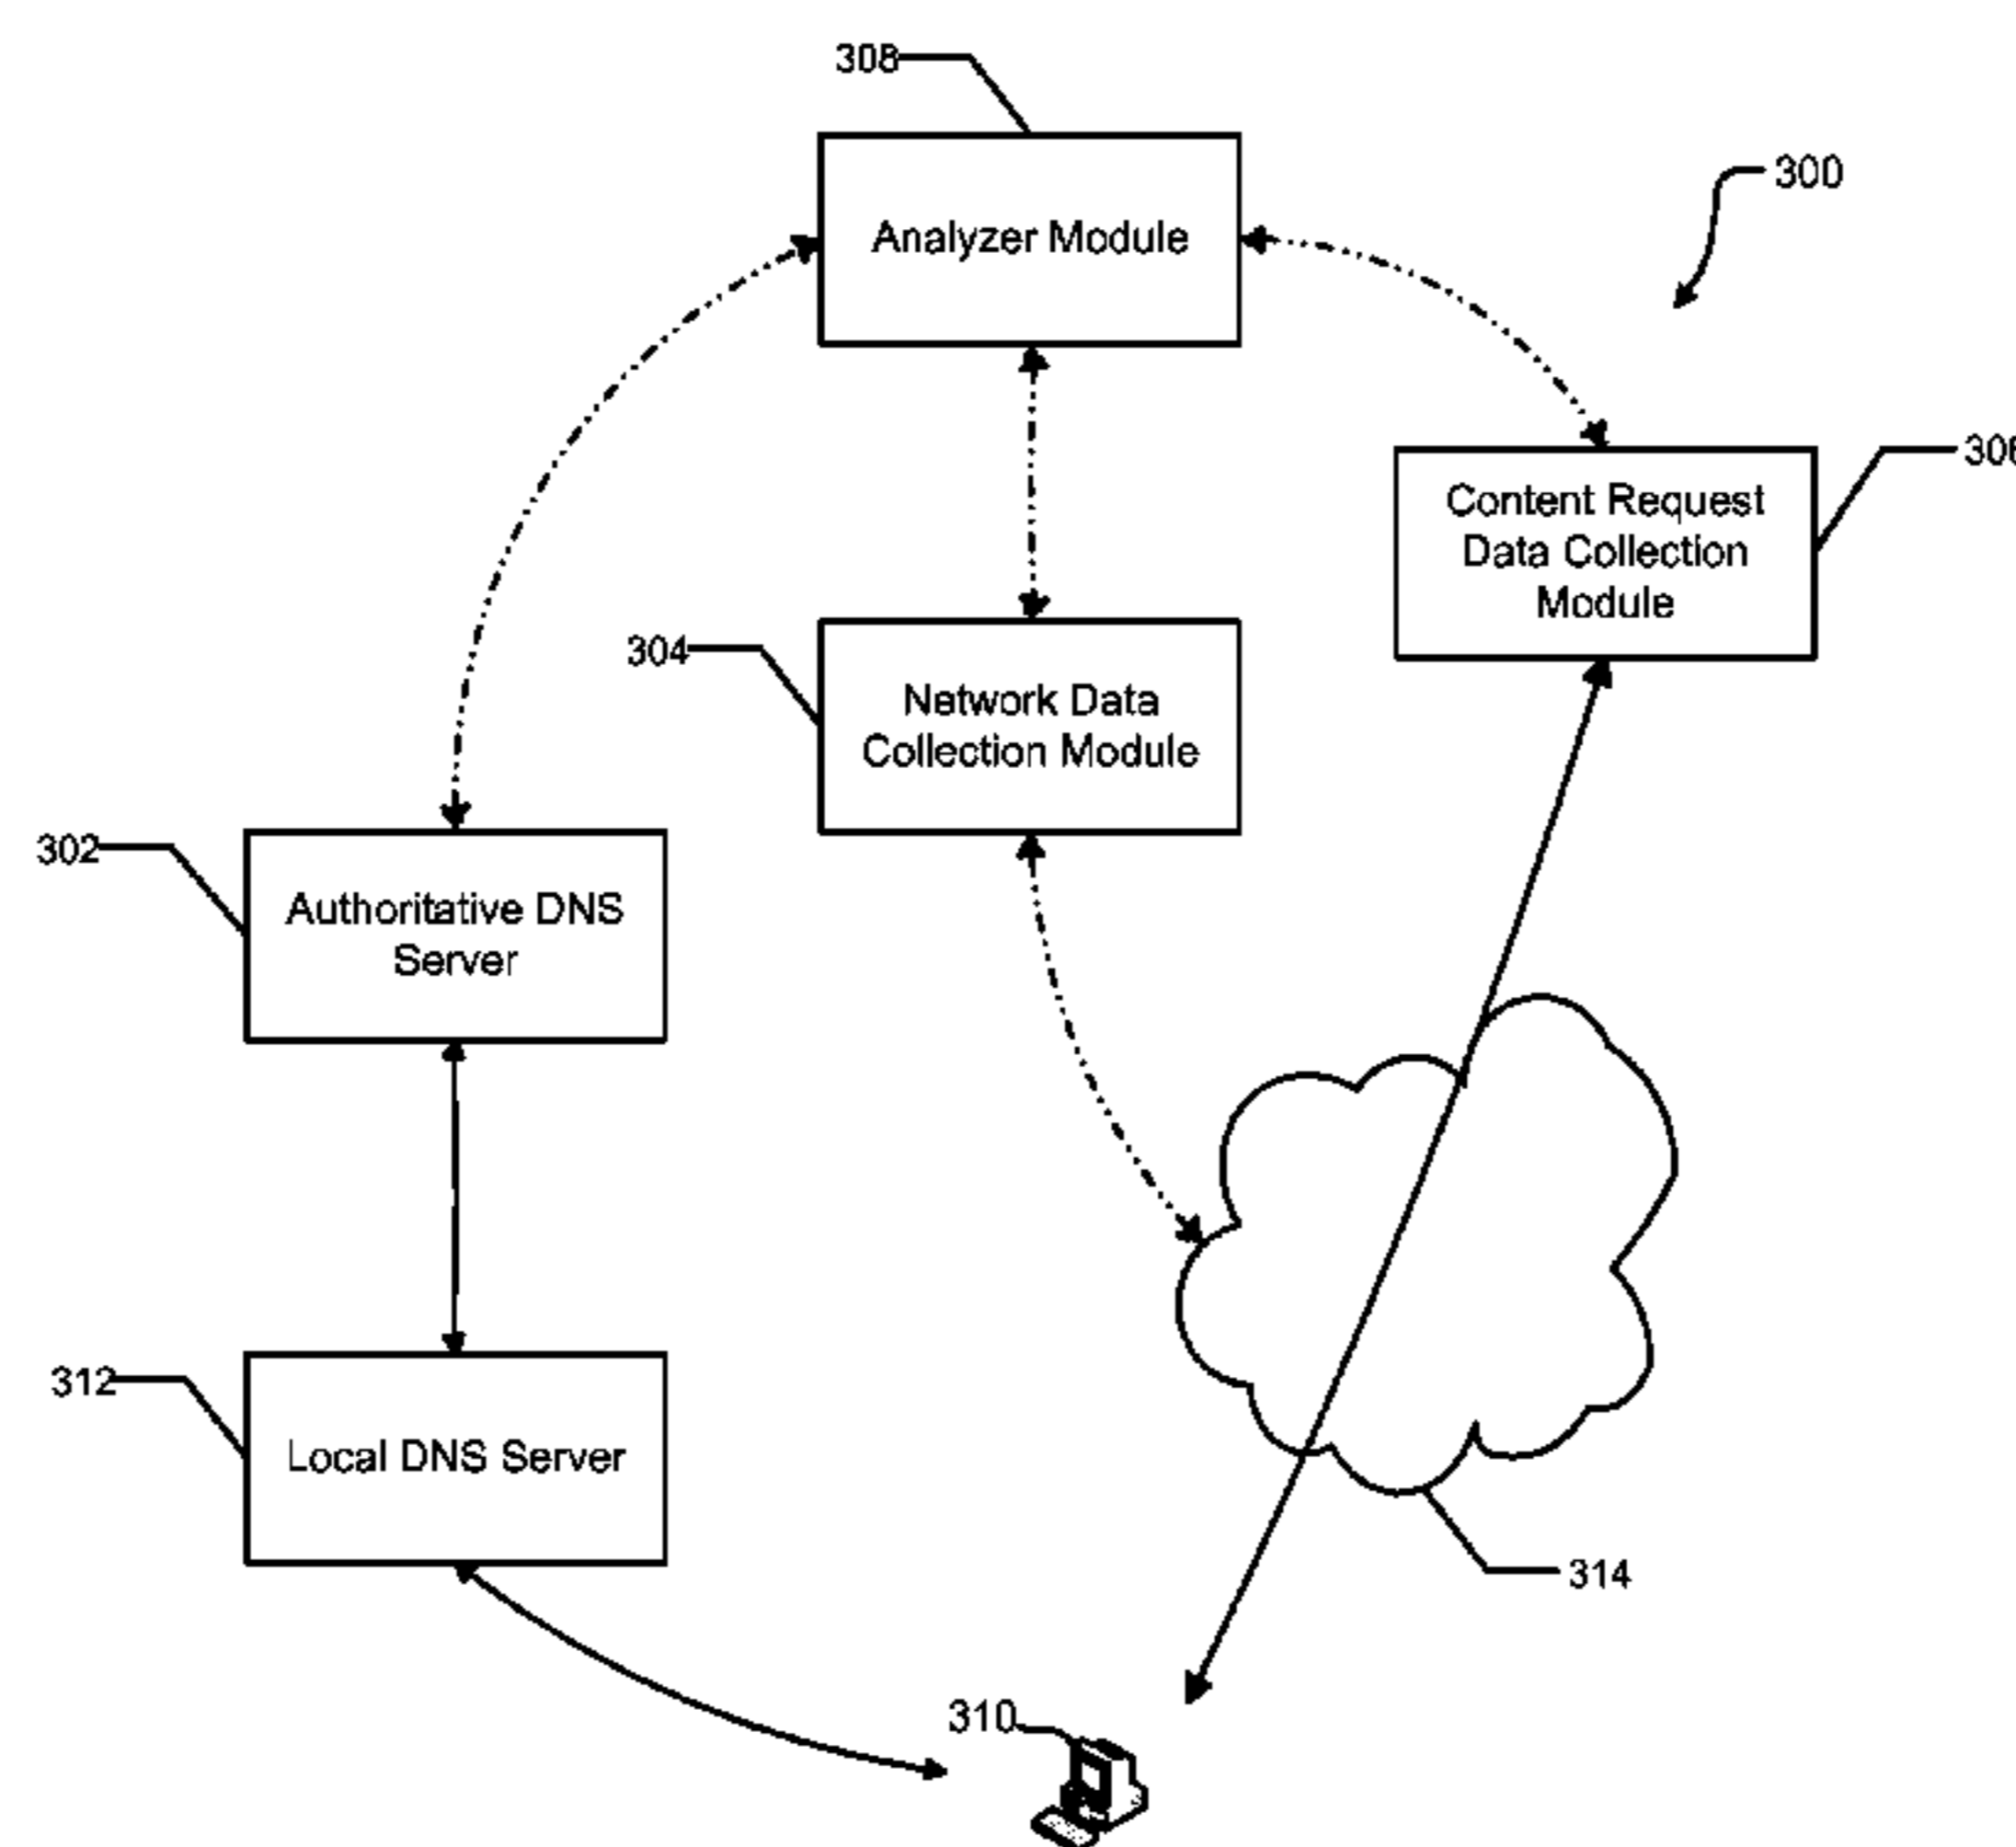 308
300
Analyzer Module
306
Content Request
Data Collection
Module
304
Network Data
Collection Module
302
Authoritative DNS
Server
312
Local DNS Server
314
310